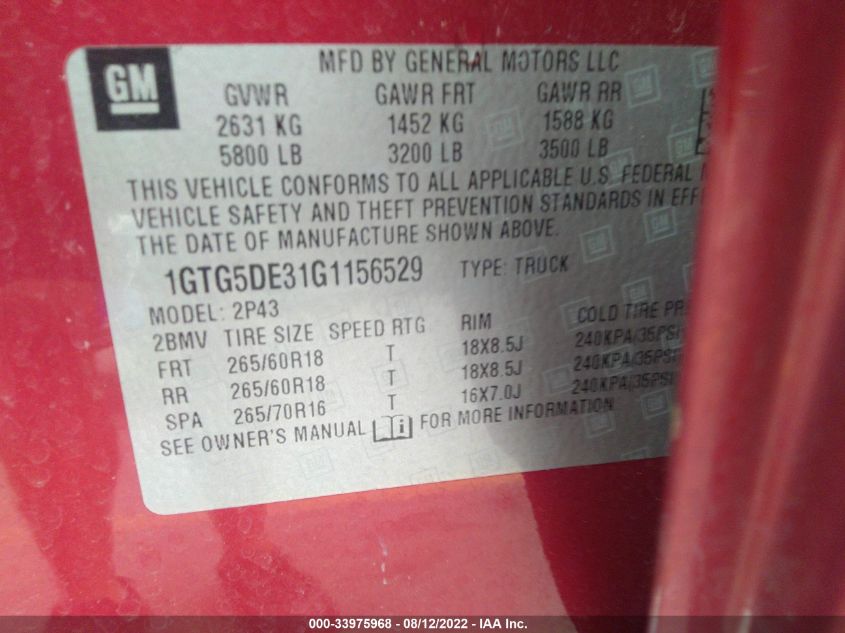 GM
MFD BY GENERAL MOTORS LLC
GVWR GAWR FRT GAWR RR
2631 KG 1452 KG 1588 KG
5800 LB 3200 LB 3500 LB
THIS VEHICLE CONFORMS TO ALL APPLICABLE U.S. FEDERAL
VEHICLE SAFETY AND THEFT PREVENTION STANDARDS IN EFF
THE DATE OF MANUFACTURE SHOWN ABOVE.
1GTG5DE31G1156529 TYPE: TRUCK
MODEL: 2P43
2BMV TIRE SIZE SPEED RTG RIM COLD TIRE PRE
FRT 265/60R18 T 18X8.5J 240KPA/35PSI
RR 265/60R18 T 18X8.5J 240KPA/35PSI
SPA 265/70R16 T 16X7.0J 240KPA/35PSI
SEE OWNER'S MANUAL i FOR MORE INFORMATION
000-33975968 - 08/12/2022 - IAA Inc.